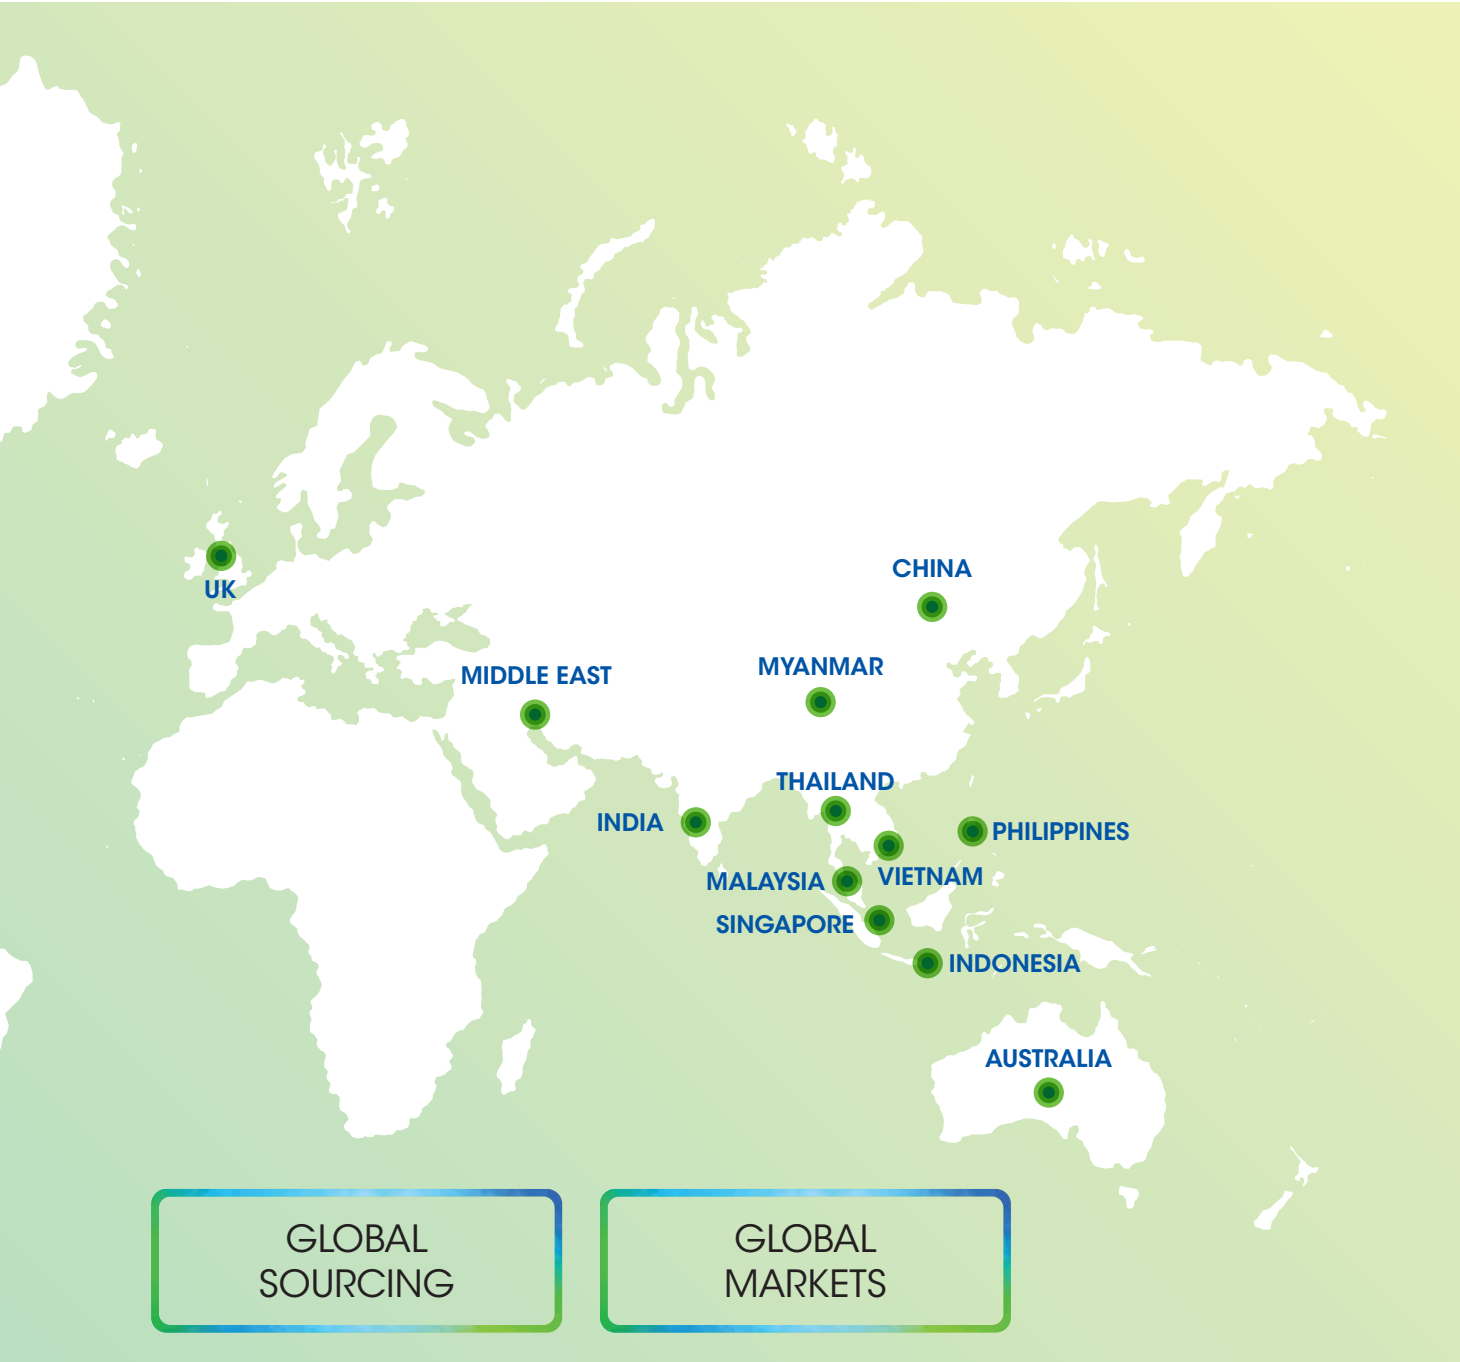 CHINA
UK
MYANMAR
MIDDLE EAST
THAILAND
INDIA
PHILIPPINES
VIETNAM
MALAYSIA
SINGAPORE
INDONESIA
AUSTRALIA
GLOBAL
SOURCING
GLOBAL
MARKETS